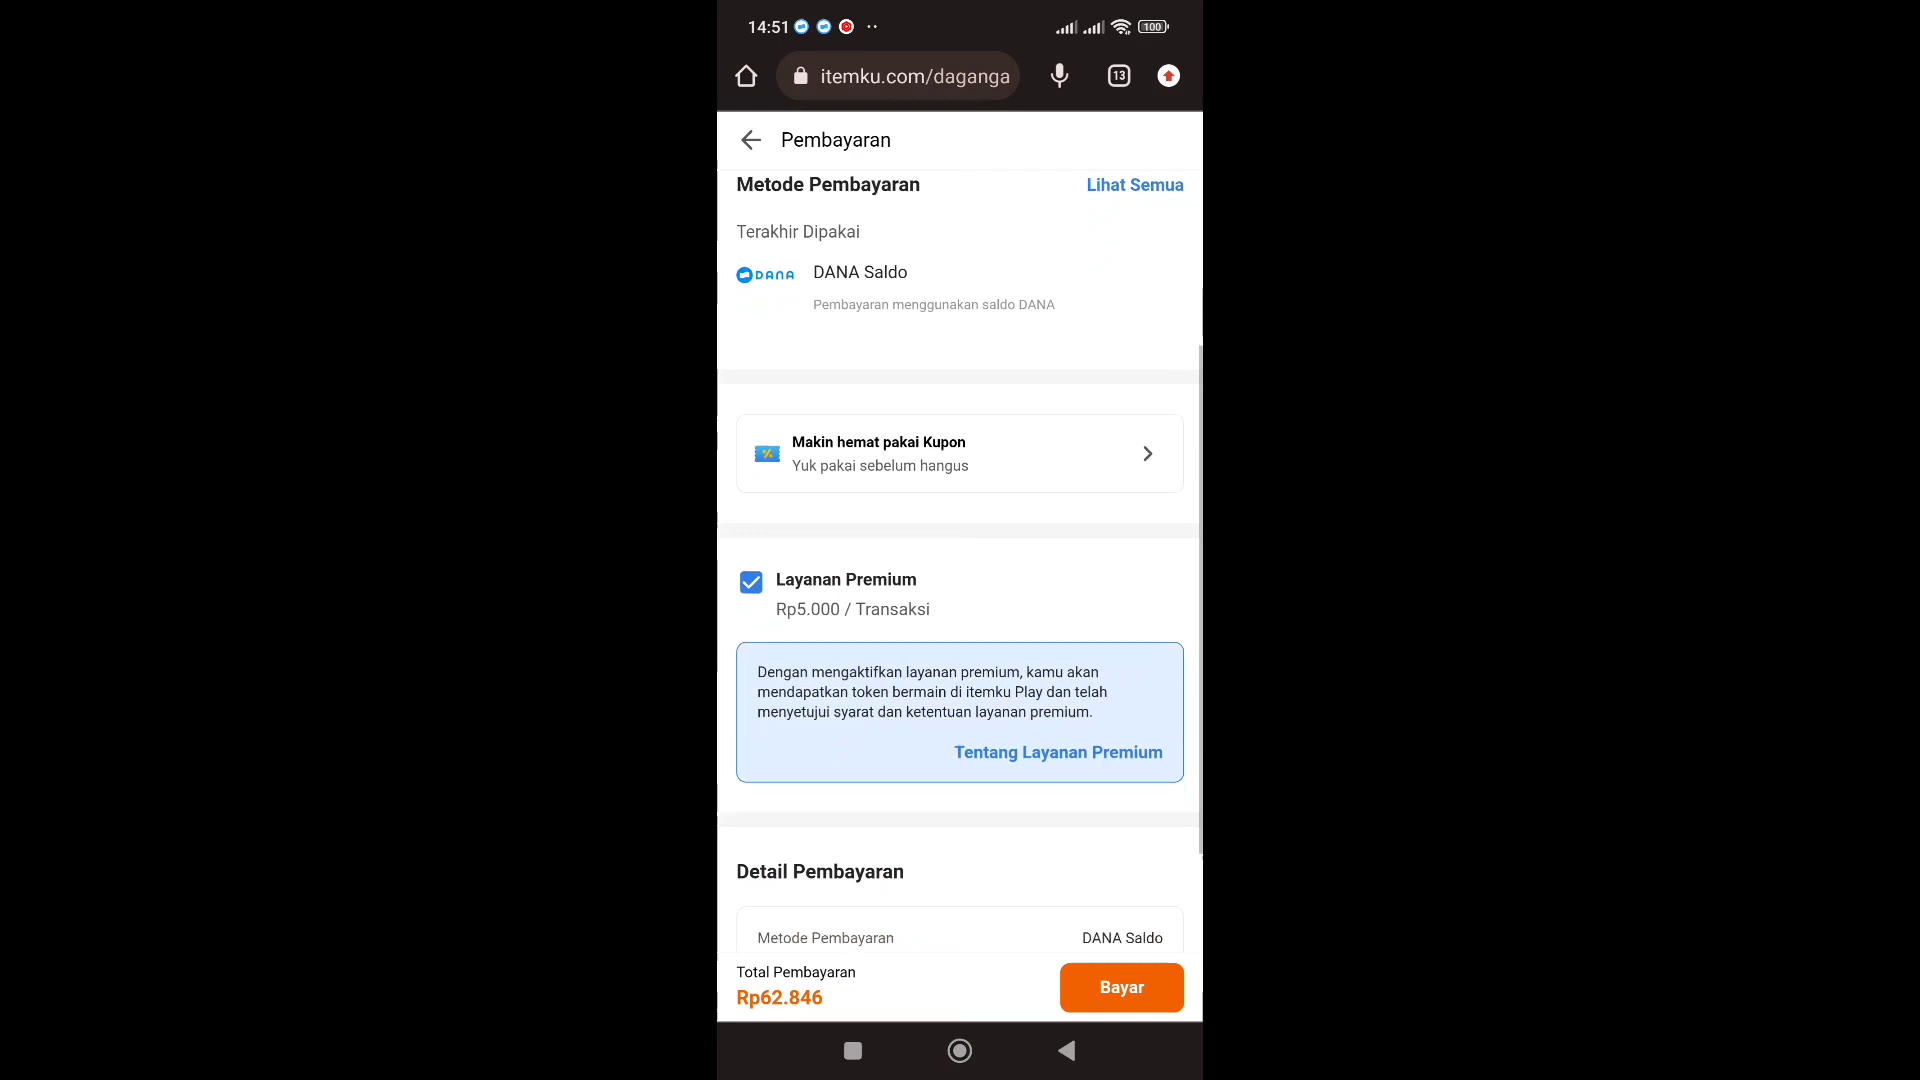 14:51
100
itemku.com/daganga
13
Pembayaran
Metode Pembayaran
Lihat Semua
Terakhir Dipakai
DANA
DANA Saldo
Pembayaran menggunakan saldo DANA
Makin hemat pakai Kupon
Yuk pakai sebelum hangus
Layanan Premium
Rp5.000 / Transaksi
Dengan mengaktifkan layanan premium, kamu akan
mendapatkan token bermain di itemku Play dan telah
menyetujui syarat dan ketentuan layanan premium.
Tentang Layanan Premium
Detail Pembayaran
Metode Pembayaran
DANA Saldo
Total Pembayaran
Rp62.846
Bayar